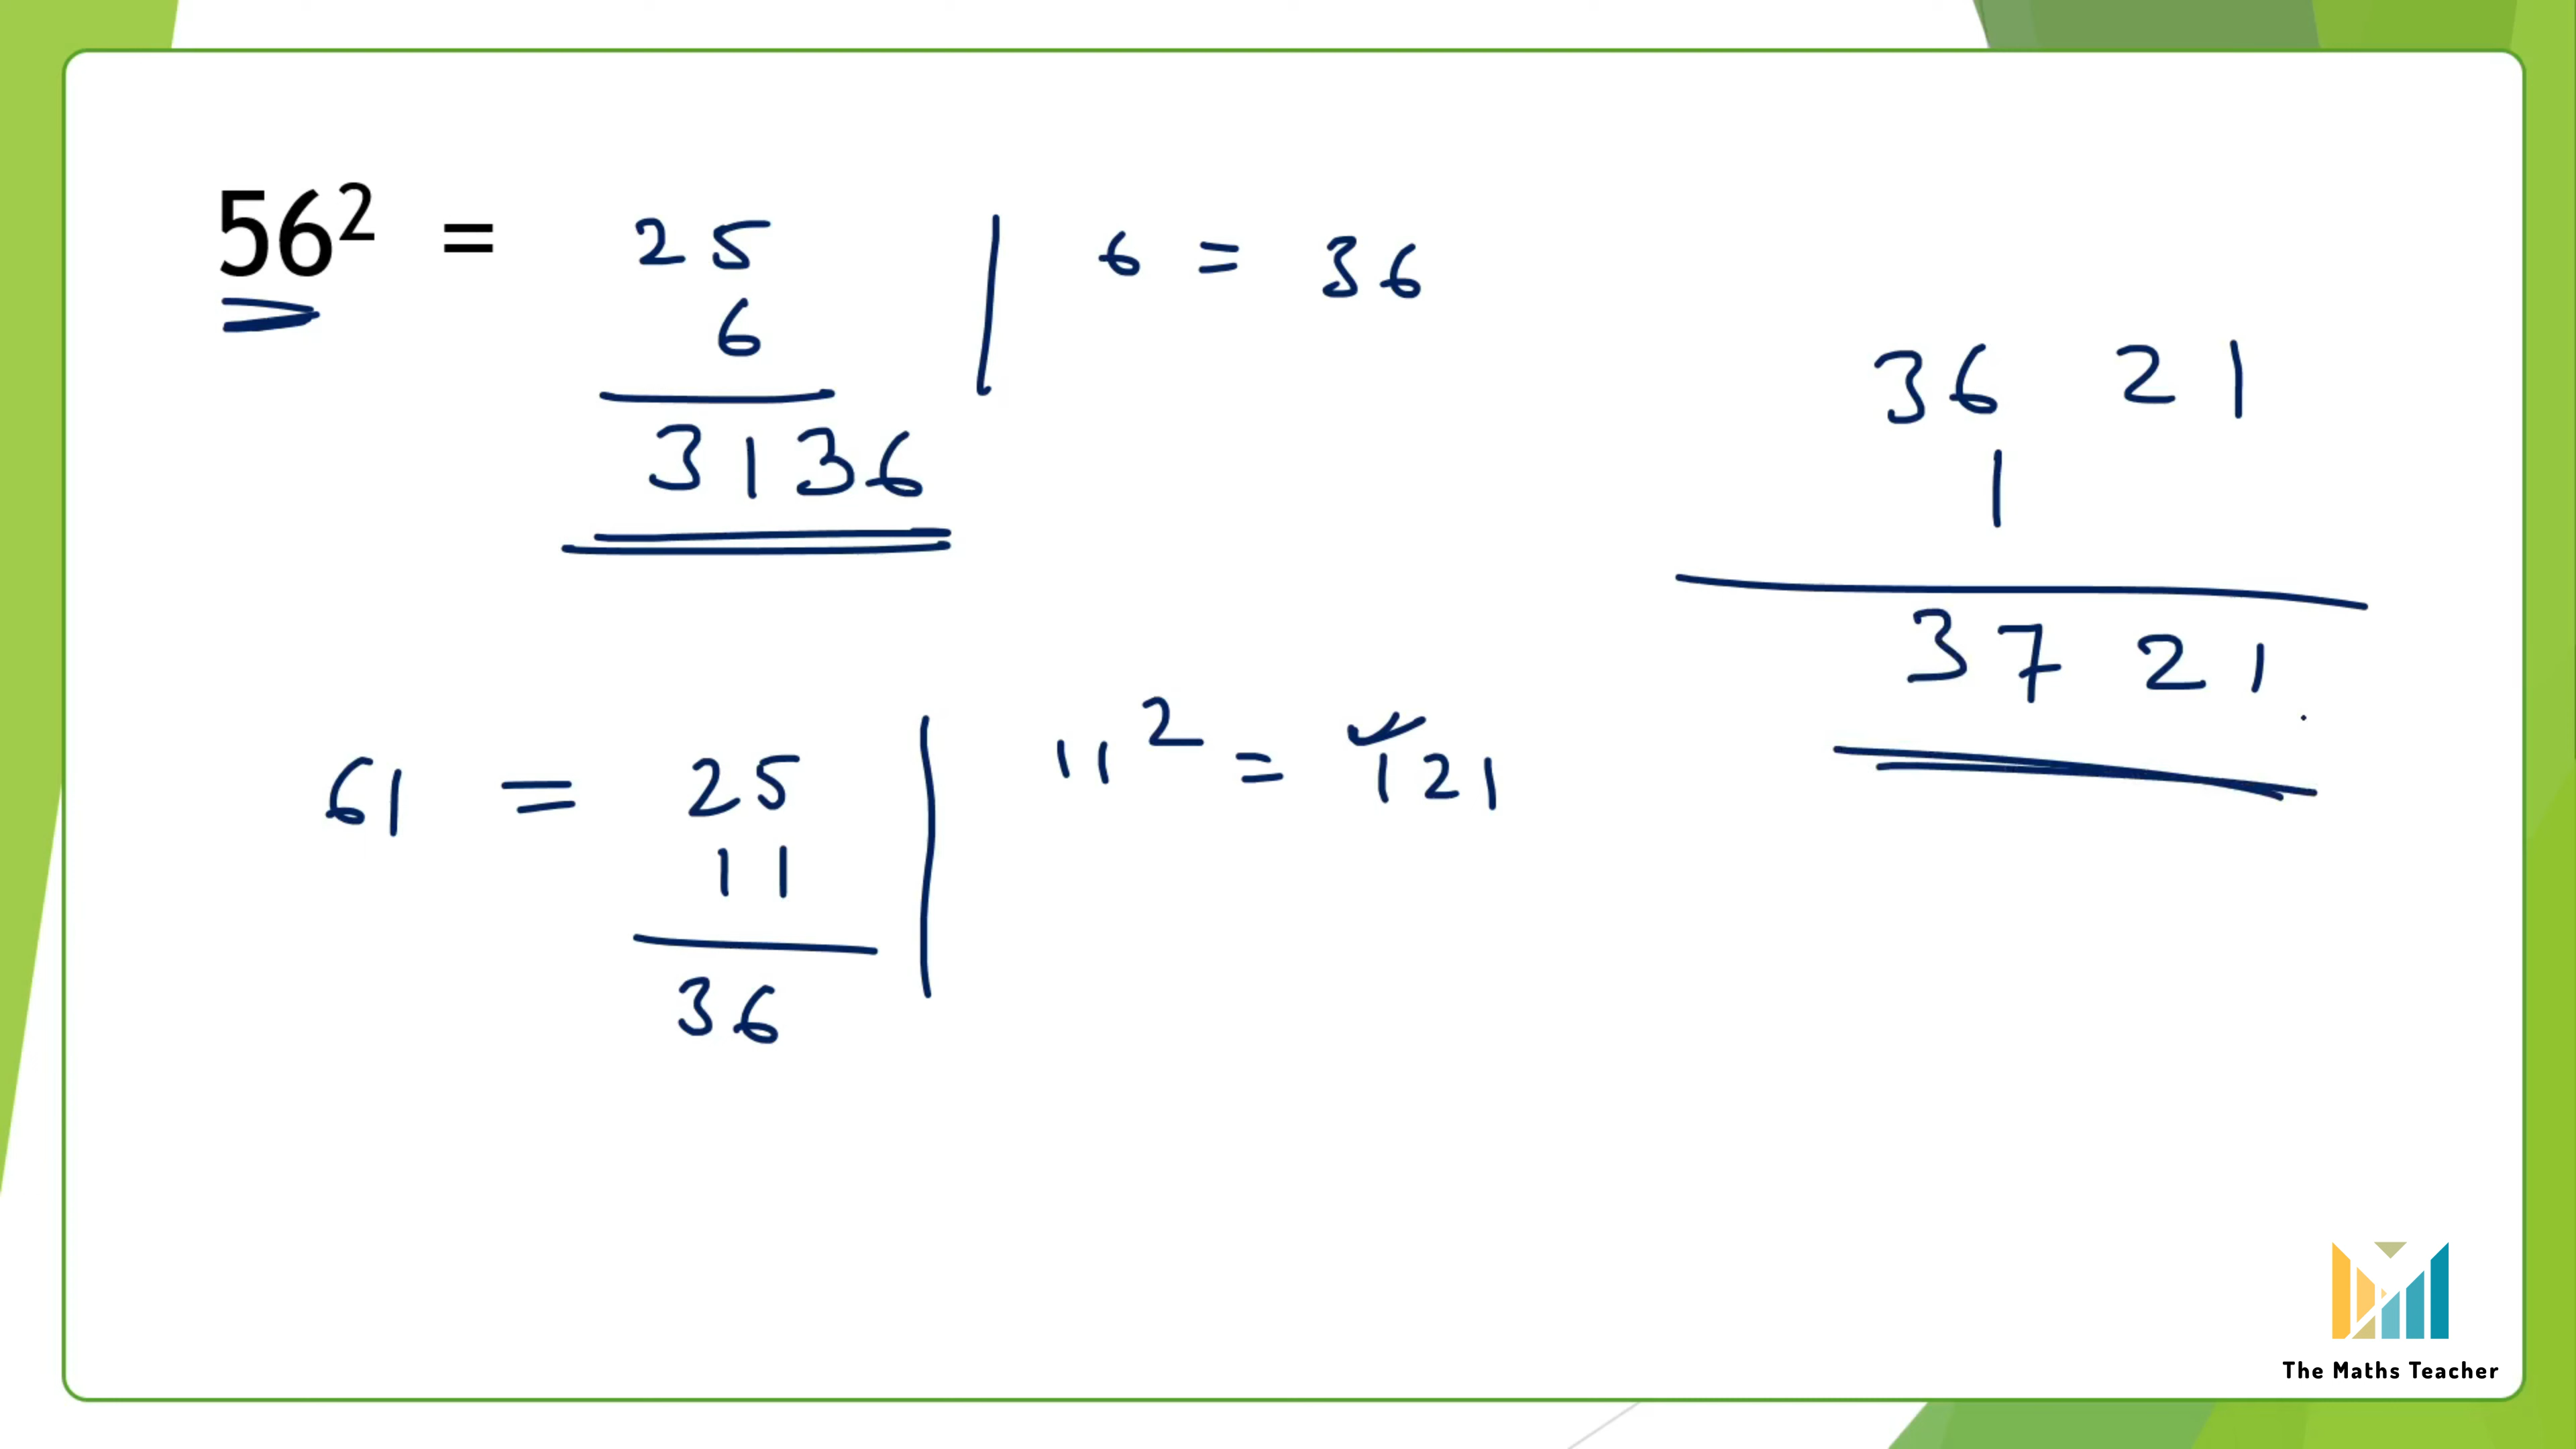 56² = 25 | 6 = 36
6
3136
36 21
1
3721
61 = 25 | 11² = 121
11
36
The Maths Teacher